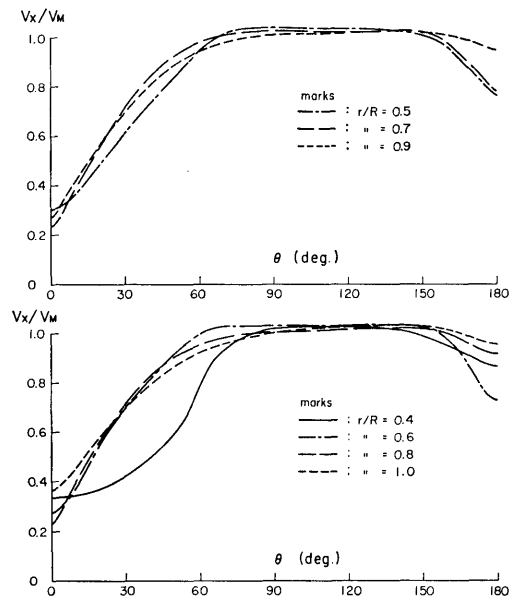 Vx/VM
1.0
0.8
0.6
0.4
0.2
0
marks
: r/R = 0.5
: " = 0.7
: " = 0.9
θ (deg.)
0 30 60 90 120 150 180
Vx/VM
1.0
0.8
0.6
0.4
0.2
0
marks
: r/R = 0.4
: " = 0.6
: " = 0.8
: " = 1.0
θ (deg.)
0 30 60 90 120 150 180